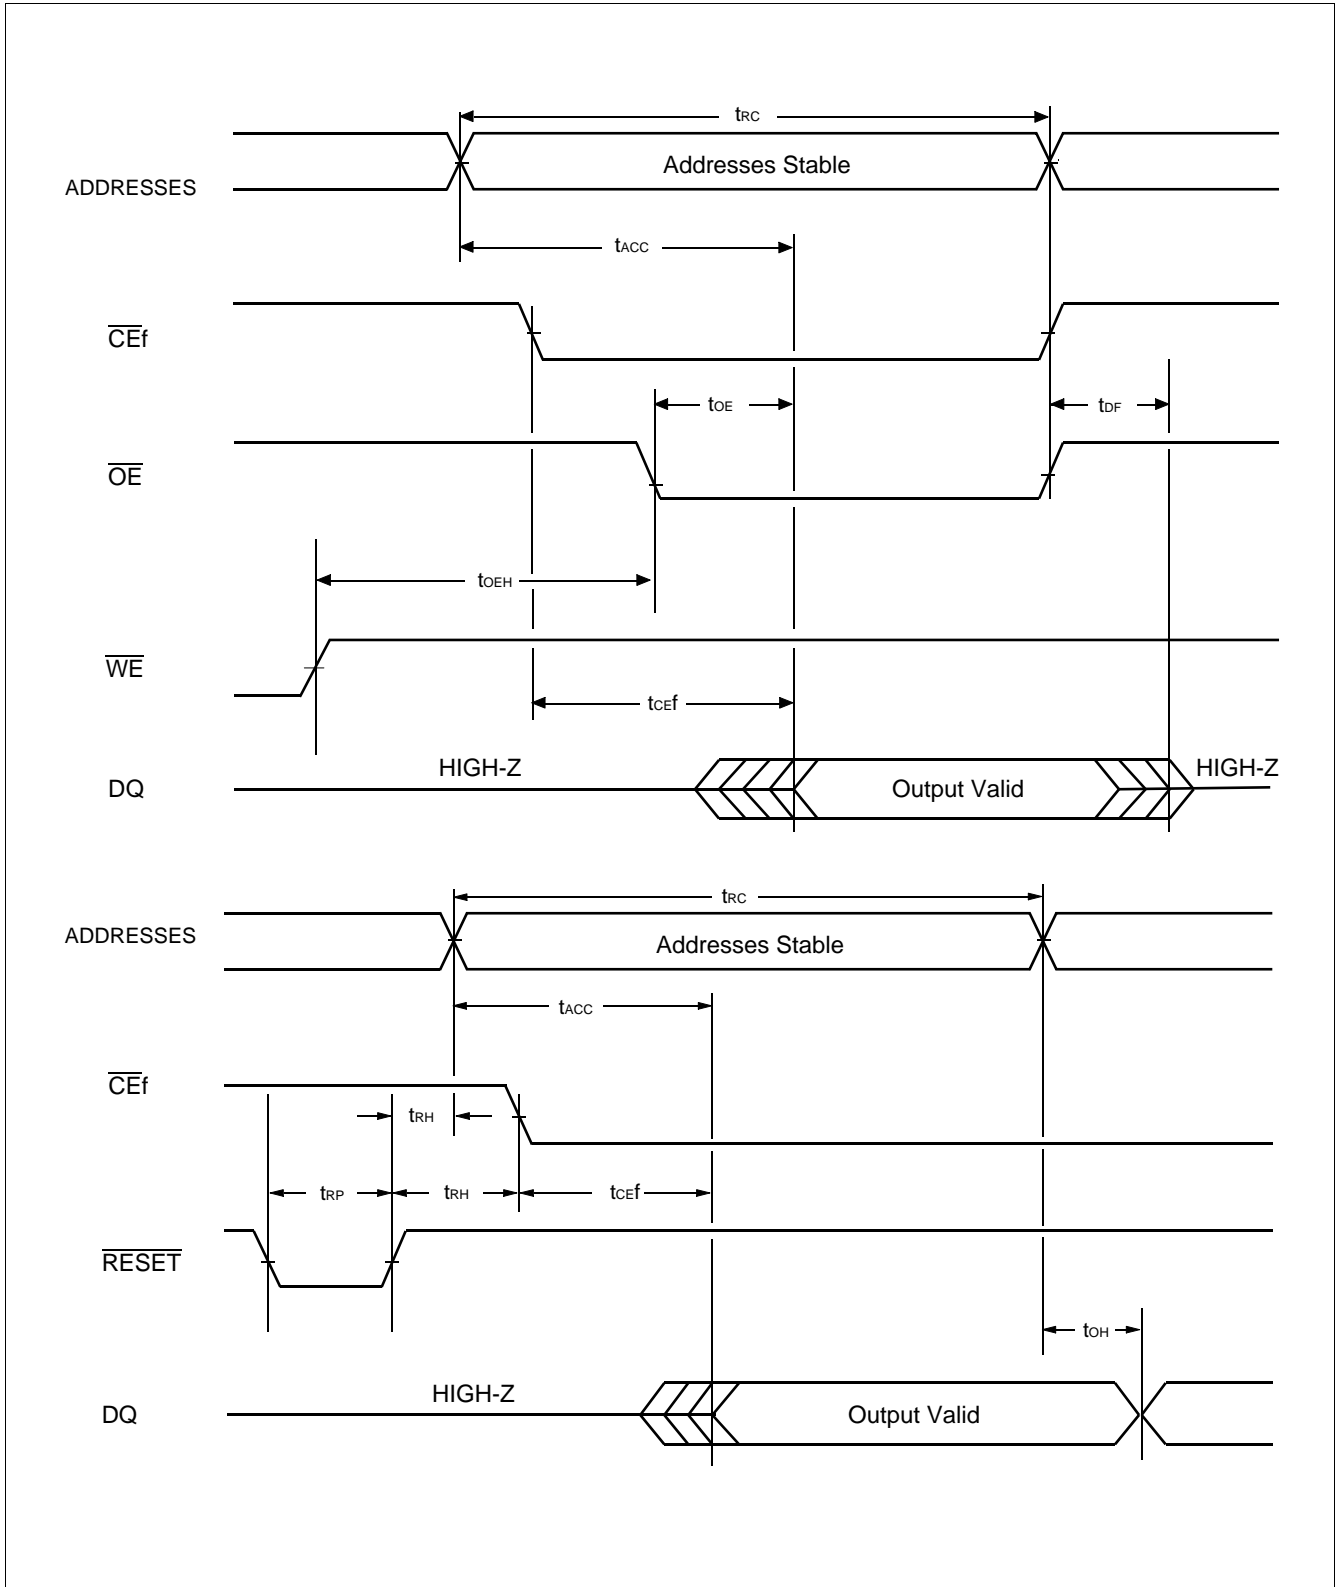 tRC
Addresses Stable
ADDRESSES
tACC
CEf
tOE
tDF
OE
tOEH
WE
tCEf
HIGH-Z
HIGH-Z
DQ
Output Valid
tRC
ADDRESSES
Addresses Stable
tACC
CEf
tRH
tRP
tRH
tCEf
RESET
tOH
HIGH-Z
DQ
Output Valid